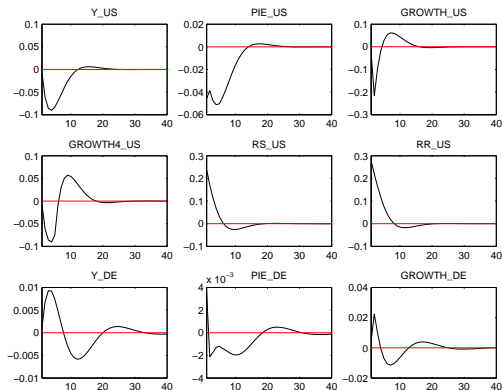 Y_US
0.1
0.05
0
−0.05
−0.1
10 20 30 40
PIE_US
0.02
0
−0.02
−0.04
−0.06
10 20 30 40
GROWTH_US
0.1
0
−0.1
−0.2
−0.3
10 20 30 40
GROWTH4_US
0.1
0.05
0
−0.05
−0.1
10 20 30 40
RS_US
0.3
0.2
0.1
0
−0.1
10 20 30 40
RR_US
0.3
0.2
0.1
0
−0.1
10 20 30 40
Y_DE
0.01
0.005
0
−0.005
−0.01
10 20 30 40
x 10⁻³ PIE_DE
4
2
0
−2
−4
10 20 30 40
GROWTH_DE
0.04
0.02
0
−0.02
10 20 30 40